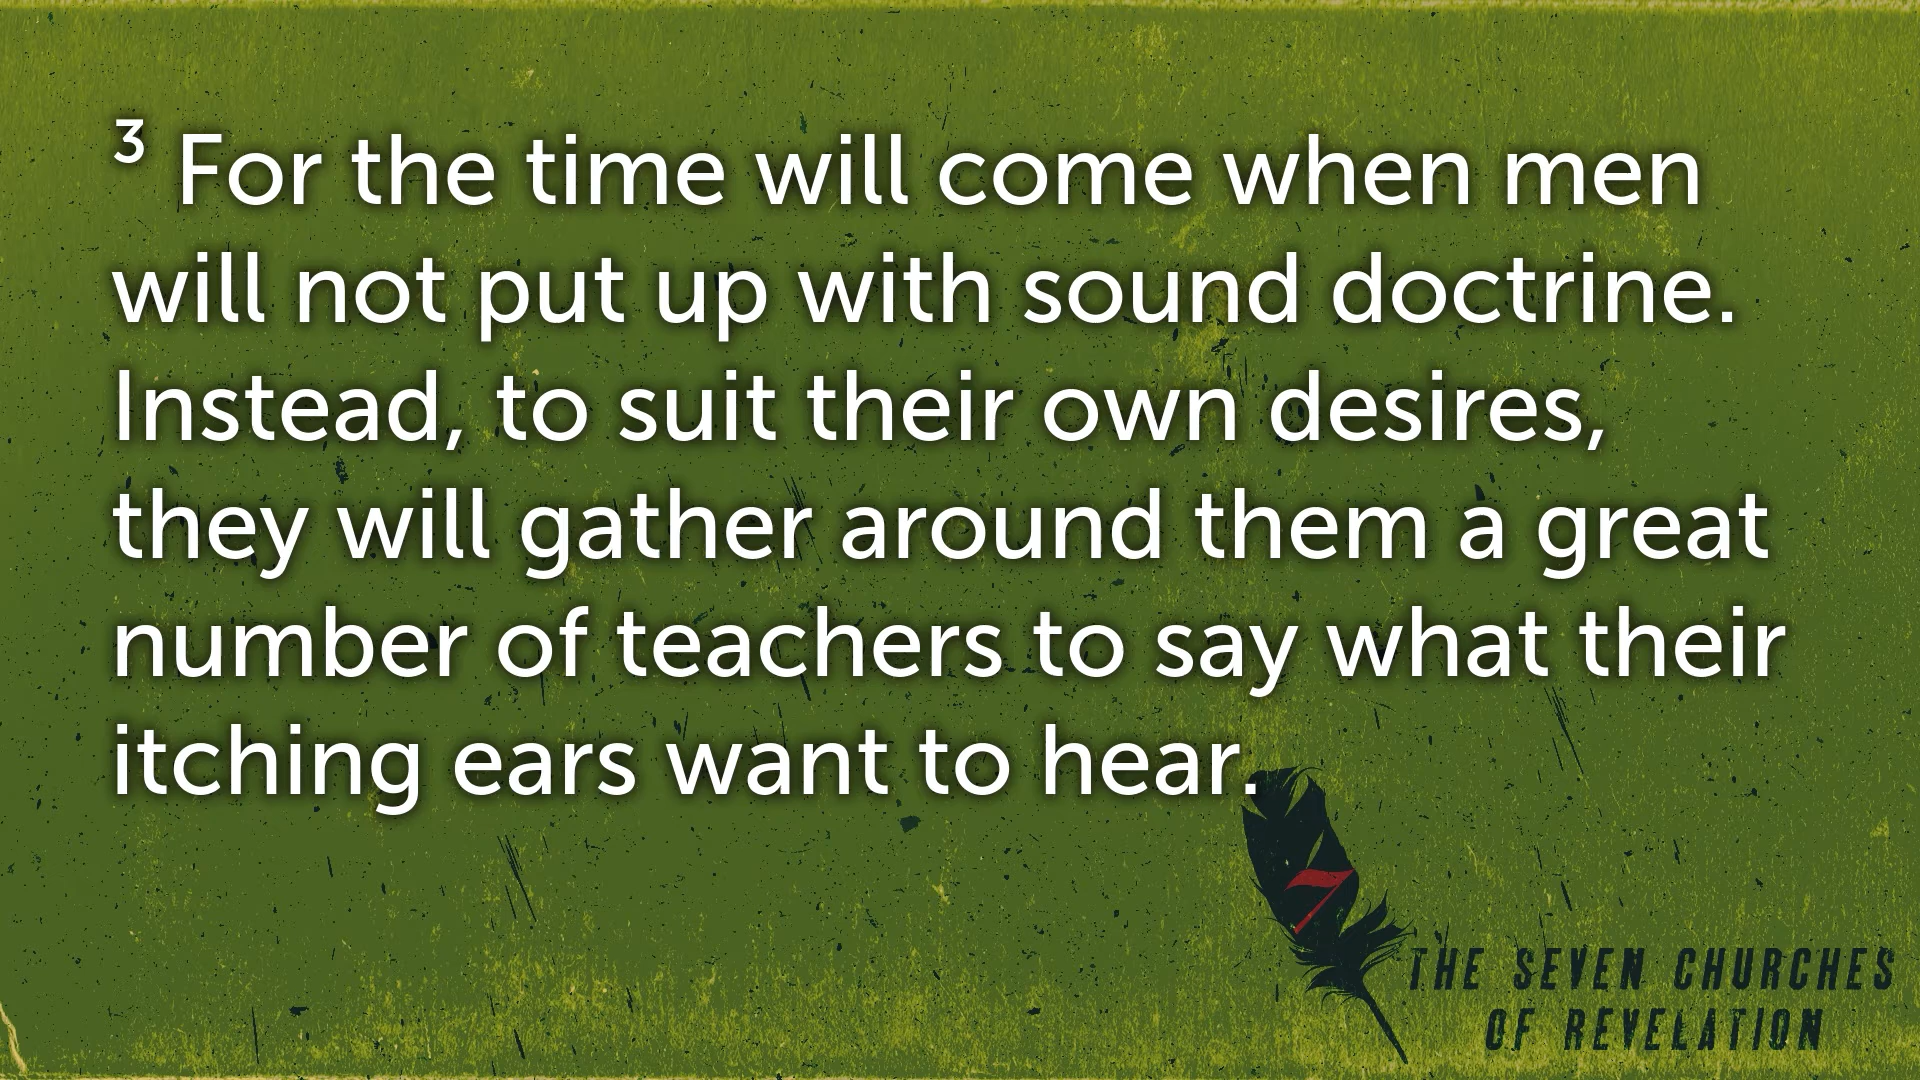 ³ For the time will come when men
will not put up with sound doctrine.
Instead, to suit their own desires,
they will gather around them a great
number of teachers to say what their
itching ears want to hear.
7
THE SEVEN CHURCHES
OF REVELATION